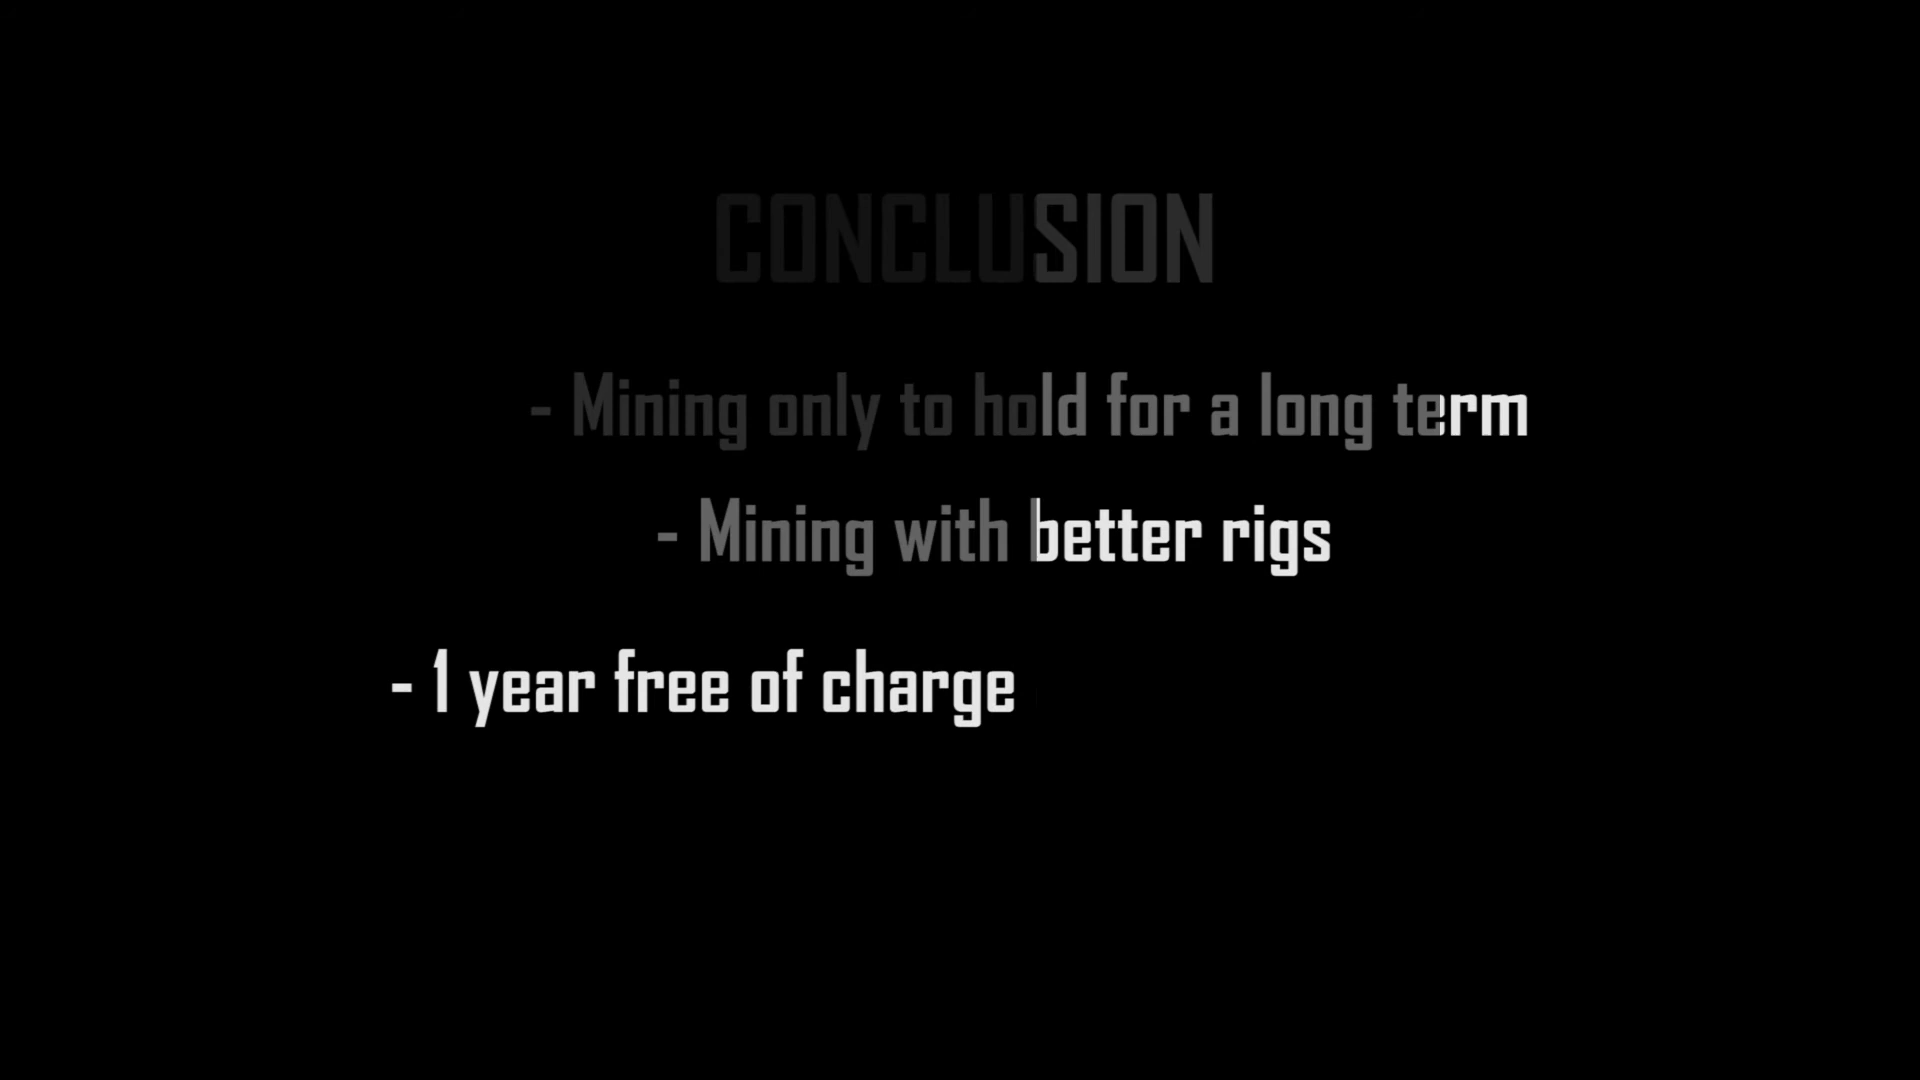 CONCLUSION
- Mining only to hold for a long term
- Mining with better rigs
- 1 year free of charge